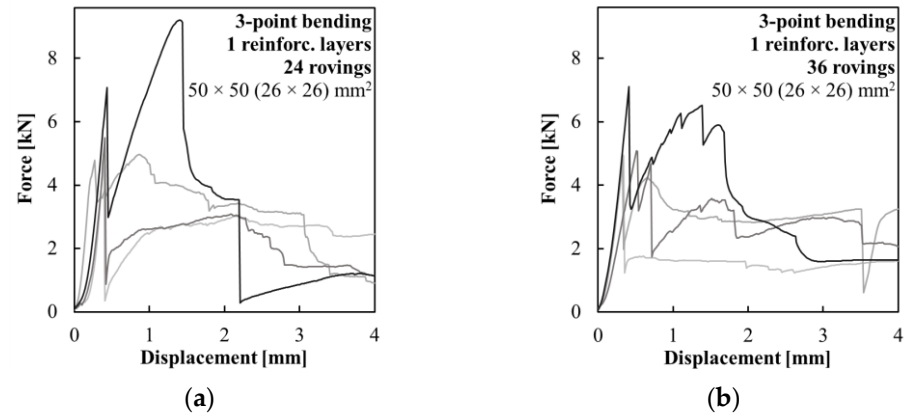 3-point bending
1 reinforc. layers
24 rovings
50 × 50 (26 × 26) mm²
8
6
4
2
0
Force [kN]
0 1 2 3 4
Displacement [mm]
(a)
3-point bending
1 reinforc. layers
36 rovings
50 × 50 (26 × 26) mm²
8
6
4
2
0
Force [kN]
0 1 2 3 4
Displacement [mm]
(b)